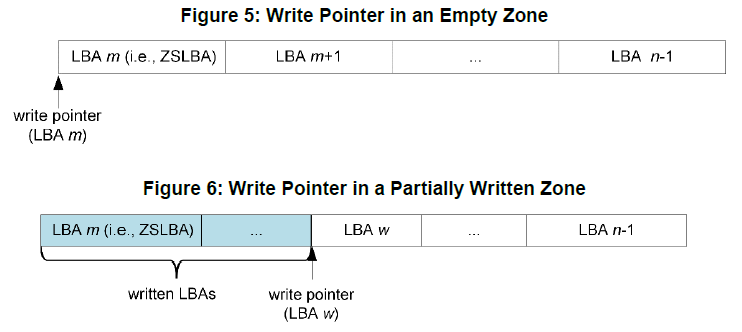 Figure 5: Write Pointer in an Empty Zone
LBA m (i.e., ZSLBA) LBA m+1 ... LBA n-1
write pointer
(LBA m)
Figure 6: Write Pointer in a Partially Written Zone
LBA m (i.e., ZSLBA) ... LBA w ... LBA n-1
written LBAs write pointer
(LBA w)